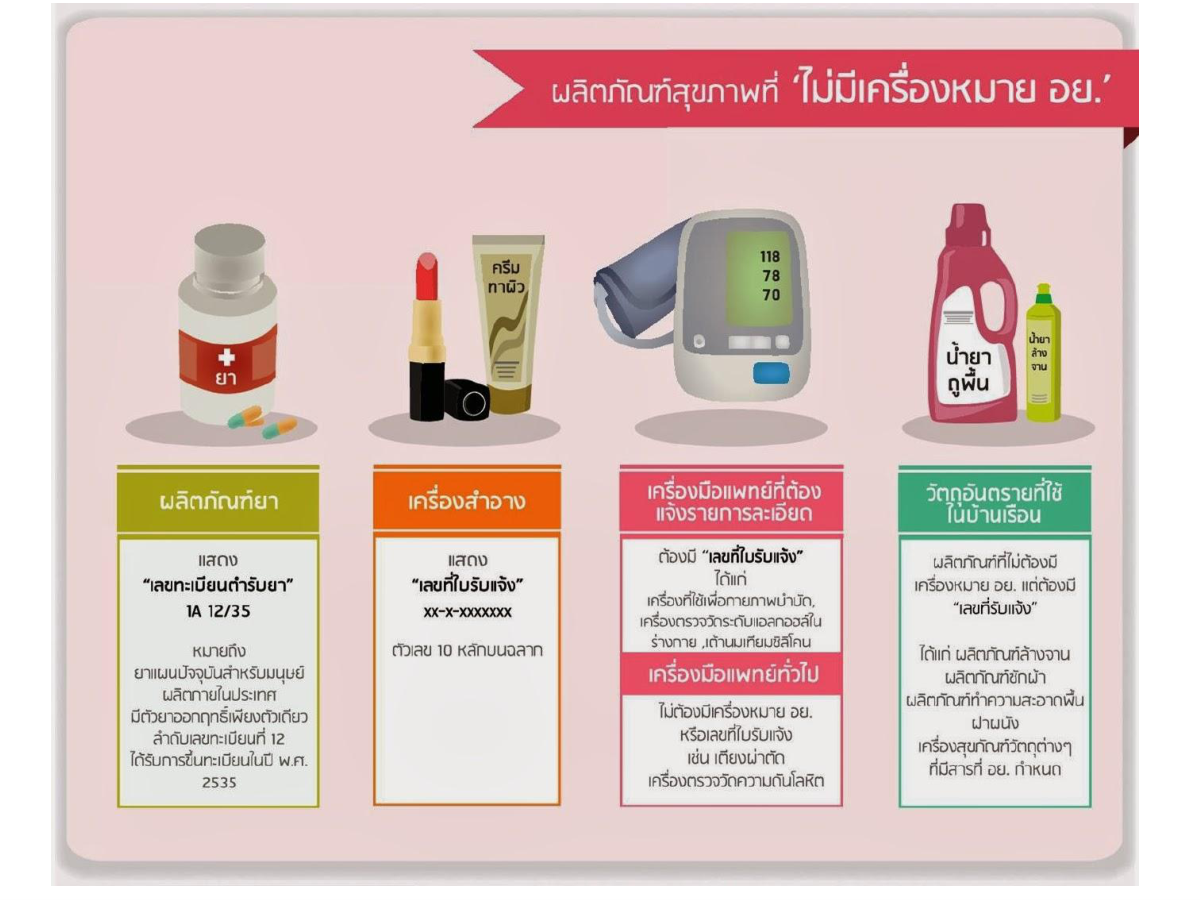 ผลิตภัณฑ์สุขภาพที่ ‘ไม่มีเครื่องหมาย อย.’
ยา
ครีม
ทาผิว
118
78
70
น้ำยา
ถูพื้น
น้ำยา
ล้าง
จาน
ผลิตภัณฑ์ยา
แสดง
“เลขทะเบียนตำรับยา”
1A 12/35
หมายถึง
ยาแผนปัจจุบันสำหรับมนุษย์
ผลิตภายในประเทศ
มีตัวยาออกฤทธิ์เพียงตัวเดียว
ลำดับเลขทะเบียนที่ 12
ได้รับการขึ้นทะเบียนในปี พ.ศ.
2535
เครื่องสำอาง
แสดง
“เลขที่ใบรับแจ้ง”
xx-x-xxxxxxx
ตัวเลข 10 หลักบนฉลาก
เครื่องมือแพทย์ที่ต้อง
แจ้งรายการละเอียด
ต้องมี “เลขที่ใบรับแจ้ง”
ได้แก่
เครื่องที่ใช้เพื่อกายภาพบำบัด,
เครื่องตรวจวัดระดับแอลกอฮล์ใน
ร่างกาย ,เต้านมเทียมซิลิโคน
เครื่องมือแพทย์ทั่วไป
ไม่ต้องมีเครื่องหมาย อย.
หรือเลขที่ใบรับแจ้ง
เช่น เตียงผ่าตัด
เครื่องตรวจวัดความดันโลหิต
วัตถุอันตรายที่ใช้
ในบ้านเรือน
ผลิตภัณฑ์ที่ไม่ต้องมี
เครื่องหมาย อย. แต่ต้องมี
“เลขที่รับแจ้ง”
ได้แก่ ผลิตภัณฑ์ล้างจาน
ผลิตภัณฑ์ซักผ้า
ผลิตภัณฑ์ทำความสะอาดพื้น
ฝาผนัง
เครื่องสุขภัณฑ์วัตถุต่างๆ
ที่มีสารที่ อย. กำหนด